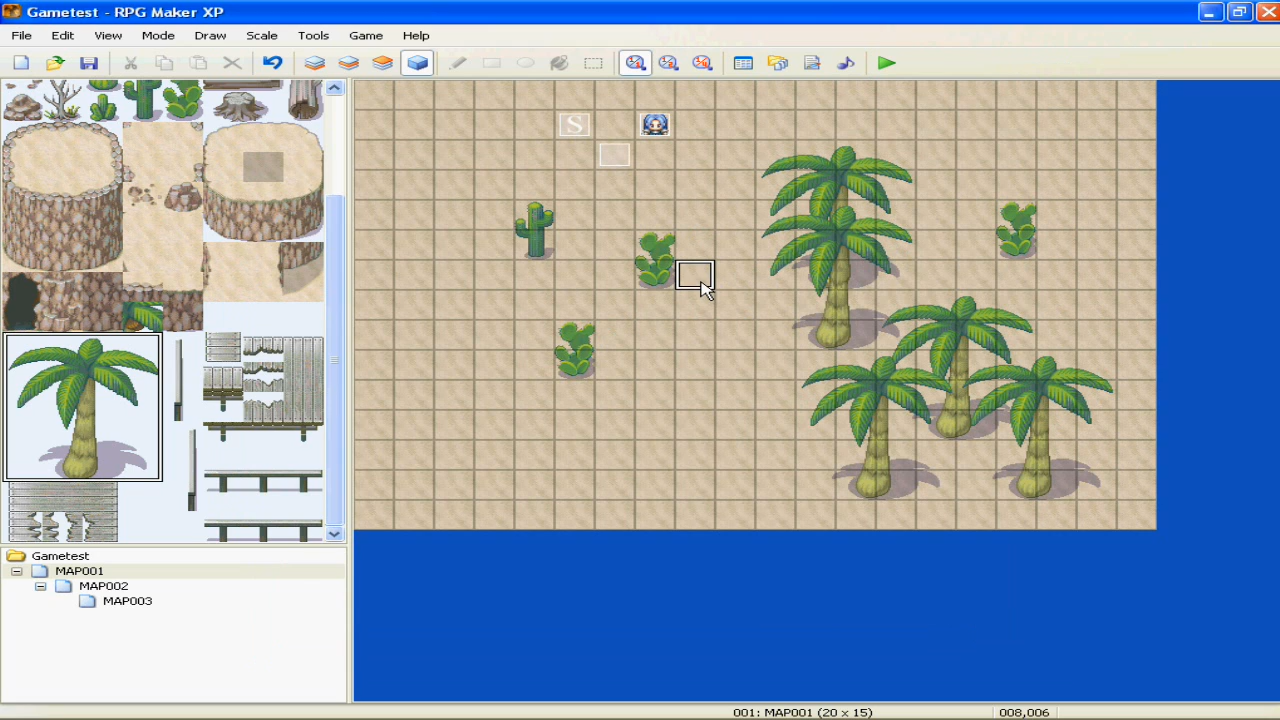 Gametest - RPG Maker XP
File Edit View Mode Draw Scale Tools Game Help
S
Gametest
MAP001
MAP002
MAP003
001: MAP001 (20 x 15) 008,006